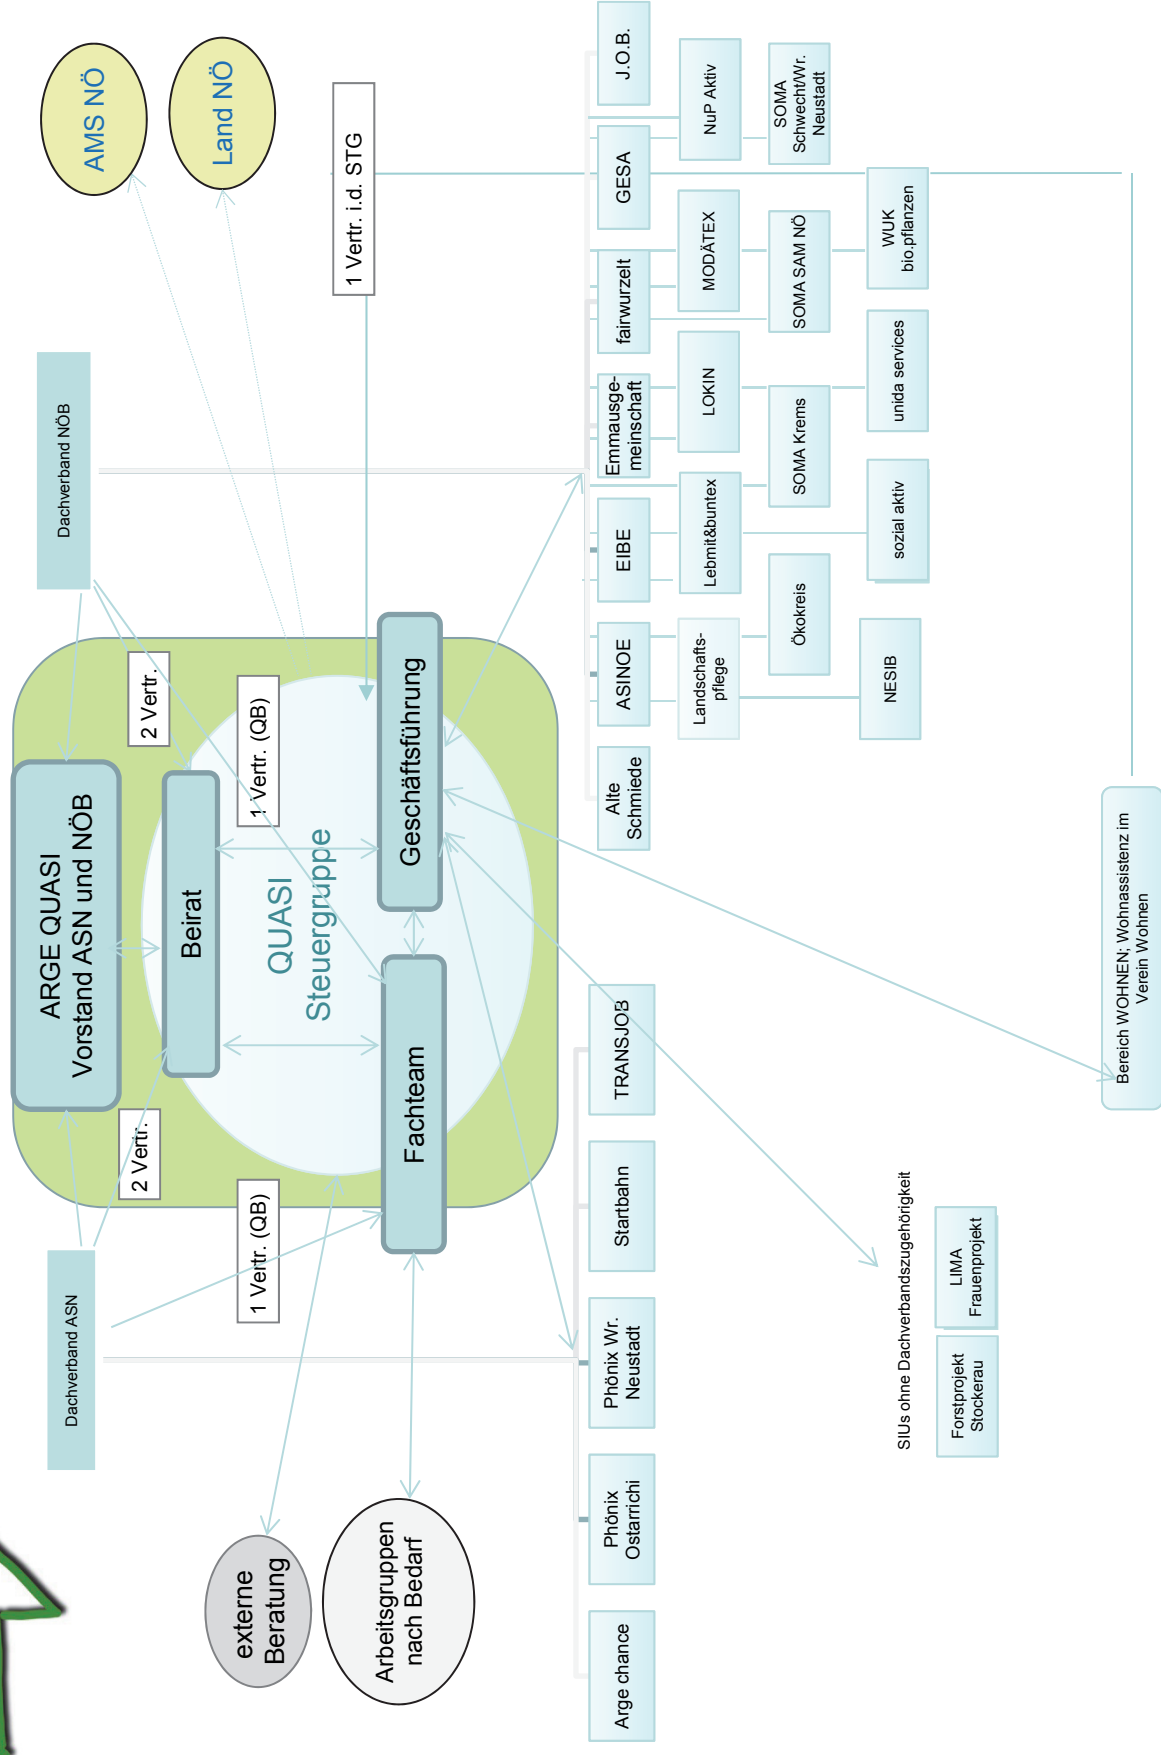 Dachverband ASN
Dachverband NÖB
AMS NÖ
Land NÖ
ARGE QUASI
Vorstand ASN und NÖB
2 Vertr.
2 Vertr.
Beirat
1 Vertr. (QB)
1 Vertr. (QB)
QUASI
Steuergruppe
externe
Beratung
Arbeitsgruppen
nach Bedarf
Fachteam
Geschäftsführung
1 Vertr. i.d. STG
Arge chance
Phönix
Ostarrichi
Phönix Wr.
Neustadt
Startbahn
TRANSJOB
Alte
Schmiede
ASINOE
EIBE
Emmausge-
meinschaft
fairwurzelt
GESA
J.O.B.
Landschafts-
pflege
Lebmit&buntex
LOKIN
MODÄTEX
NuP Aktiv
Ökokreis
SOMA Krems
SOMA SAM NÖ
SOMA
Schwecht/Wr.
Neustadt
NESIB
sozial aktiv
unida services
WUK
bio.pflanzen
SIUs ohne Dachverbandszugehörigkeit
Forstprojekt
Stockerau
LIMA
Frauenprojekt
Bereich WOHNEN; Wohnassistenz im
Verein Wohnen